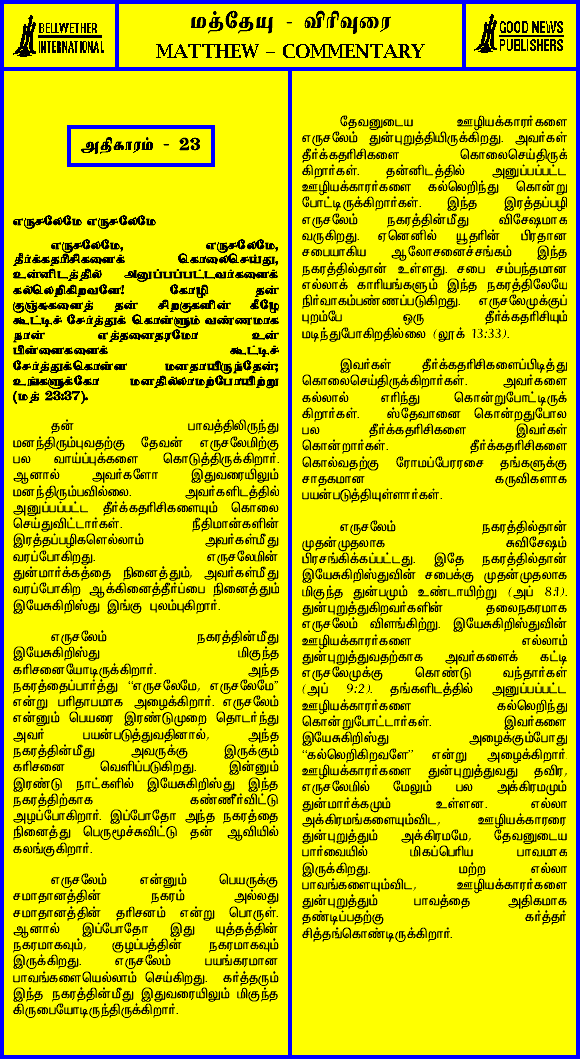 BELLWETHER
INTERNATIONAL
மத்தேயு - விரிவுரை
MATTHEW – COMMENTARY
GOOD NEWS
PUBLISHERS
அதிகாரம் - 23
எருசலேமே எருசலேமே
எருசலேமே, எருசலேமே,
தீர்க்கதரிசிகளைக் கொலைசெய்து,
உன்னிடத்தில் அனுப்பப்பட்டவர்களைக்
கல்லெறிகிறவளே! கோழி தன்
குஞ்சுகளைத் தன் சிறகுகளின் கீழே
கூட்டிச் சேர்த்துக் கொள்ளும் வண்ணமாக
நான் எத்தனைதரமோ உன்
பிள்ளைகளைக் கூட்டிச்
சேர்த்துக்கொள்ள மனதாயிருந்தேன்;
உங்களுக்கோ மனதில்லாமற்போயிற்று
(மத் 23:37).
தன் பாவத்திலிருந்து
மனந்திரும்புவதற்கு தேவன் எருசலேமிற்கு
பல வாய்ப்புக்களை கொடுத்திருக்கிறார்.
ஆனால் அவர்களோ இதுவரையிலும்
மனந்திரும்பவில்லை. அவர்களிடத்தில்
அனுப்பப்பட்ட தீர்க்கதரிசிகளையும் கொலை
செய்துவிட்டார்கள். நீதிமான்களின்
இரத்தப்பழிகளெல்லாம் அவர்கள்மீது
வரப்போகிறது. எருசலேமின்
துன்மார்க்கத்தை நினைத்தும், அவர்கள்மீது
வரப்போகிற ஆக்கினைத்தீர்ப்பை நினைத்தும்
இயேசுகிறிஸ்து இங்கு புலம்புகிறார்.
எருசலேம் நகரத்தின்மீது
இயேசுகிறிஸ்து மிகுந்த
கரிசனையோடிருக்கிறார். அந்த
நகரத்தைப்பார்த்து “எருசலேமே, எருசலேமே”
என்று பரிதாபமாக அழைக்கிறார். எருசலேம்
என்னும் பெயரை இரண்டுமுறை தொடர்ந்து
அவர் பயன்படுத்துவதினால், அந்த
நகரத்தின்மீது அவருக்கு இருக்கும்
கரிசனை வெளிப்படுகிறது. இன்னும்
இரண்டு நாட்களில் இயேசுகிறிஸ்து இந்த
நகரத்திற்காக கண்ணீர்விட்டு
அழப்போகிறார். இப்போதோ அந்த நகரத்தை
நினைத்து பெருமூச்சுவிட்டு தன் ஆவியில்
கலங்குகிறார்.
எருசலேம் என்னும் பெயருக்கு
சமாதானத்தின் நகரம் அல்லது
சமாதானத்தின் தரிசனம் என்று பொருள்.
ஆனால் இப்போதோ இது யுத்தத்தின்
நகரமாகவும், குழப்பத்தின் நகரமாகவும்
இருக்கிறது. எருசலேம் பயங்கரமான
பாவங்களையெல்லாம் செய்கிறது. கர்த்தரும்
இந்த நகரத்தின்மீது இதுவரையிலும் மிகுந்த
கிருபையோடிருந்திருக்கிறார்.
தேவனுடைய ஊழியக்காரர்களை
எருசலேம் துன்புறுத்தியிருக்கிறது. அவர்கள்
தீர்க்கதரிசிகளை கொலைசெய்திருக்
கிறார்கள். தன்னிடத்தில் அனுப்பப்பட்ட
ஊழியக்காரர்களை கல்லெறிந்து கொன்று
போட்டிருக்கிறார்கள். இந்த இரத்தப்பழி
எருசலேம் நகரத்தின்மீது விசேஷமாக
வருகிறது. ஏனெனில் யூதரின் பிரதான
சபையாகிய ஆலோசனைச்சங்கம் இந்த
நகரத்தில்தான் உள்ளது. சபை சம்பந்தமான
எல்லாக் காரியங்களும் இந்த நகரத்திலேயே
நிர்வாகம்பண்ணப்படுகிறது. எருசலேமுக்குப்
புறம்பே ஒரு தீர்க்கதரிசியும்
மடிந்துபோகிறதில்லை (லூக் 13:33).
இவர்கள் தீர்க்கதரிசிகளைப்பிடித்து
கொலைசெய்திருக்கிறார்கள். அவர்களை
கல்லால் எரிந்து கொன்றுபோட்டிருக்
கிறார்கள். ஸ்தேவானை கொன்றதுபோல
பல தீர்க்கதரிசிகளை இவர்கள்
கொன்றார்கள். தீர்க்கதரிசிகளை
கொல்வதற்கு ரோமப்பேரரசை தங்களுக்கு
சாதகமான கருவிகளாக
பயன்படுத்தியுள்ளார்கள்.
எருசலேம் நகரத்தில்தான்
முதன்முதலாக சுவிசேஷம்
பிரசங்கிக்கப்பட்டது. இதே நகரத்தில்தான்
இயேசுகிறிஸ்துவின் சபைக்கு முதன்முதலாக
மிகுந்த துன்பமும் உண்டாயிற்று (அப் 8:1).
துன்புறுத்துகிறவர்களின் தலைநகரமாக
எருசலேம் விளங்கிற்று. இயேசுகிறிஸ்துவின்
ஊழியக்காரர்களை எல்லாம்
துன்புறுத்துவதற்காக அவர்களைக் கட்டி
எருசலேமுக்கு கொண்டு வந்தார்கள்
(அப் 9:2). தங்களிடத்தில் அனுப்பப்பட்ட
ஊழியக்காரர்களை கல்லெறிந்து
கொன்றுபோட்டார்கள். இவர்களை
இயேசுகிறிஸ்து அழைக்கும்போது
“கல்லெறிகிறவளே” என்று அழைக்கிறார்.
ஊழியக்காரர்களை துன்புறுத்துவது தவிர,
எருசலேமில் மேலும் பல அக்கிரமமும்
துன்மார்க்கமும் உள்ளன. எல்லா
அக்கிரமங்களையும்விட, ஊழியக்காரரை
துன்புறுத்தும் அக்கிரமமே, தேவனுடைய
பார்வையில் மிகப்பெரிய பாவமாக
இருக்கிறது. மற்ற எல்லா
பாவங்களையும்விட, ஊழியக்காரர்களை
துன்புறுத்தும் பாவத்தை அதிகமாக
தண்டிப்பதற்கு கர்த்தர்
சித்தங்கொண்டிருக்கிறார்.